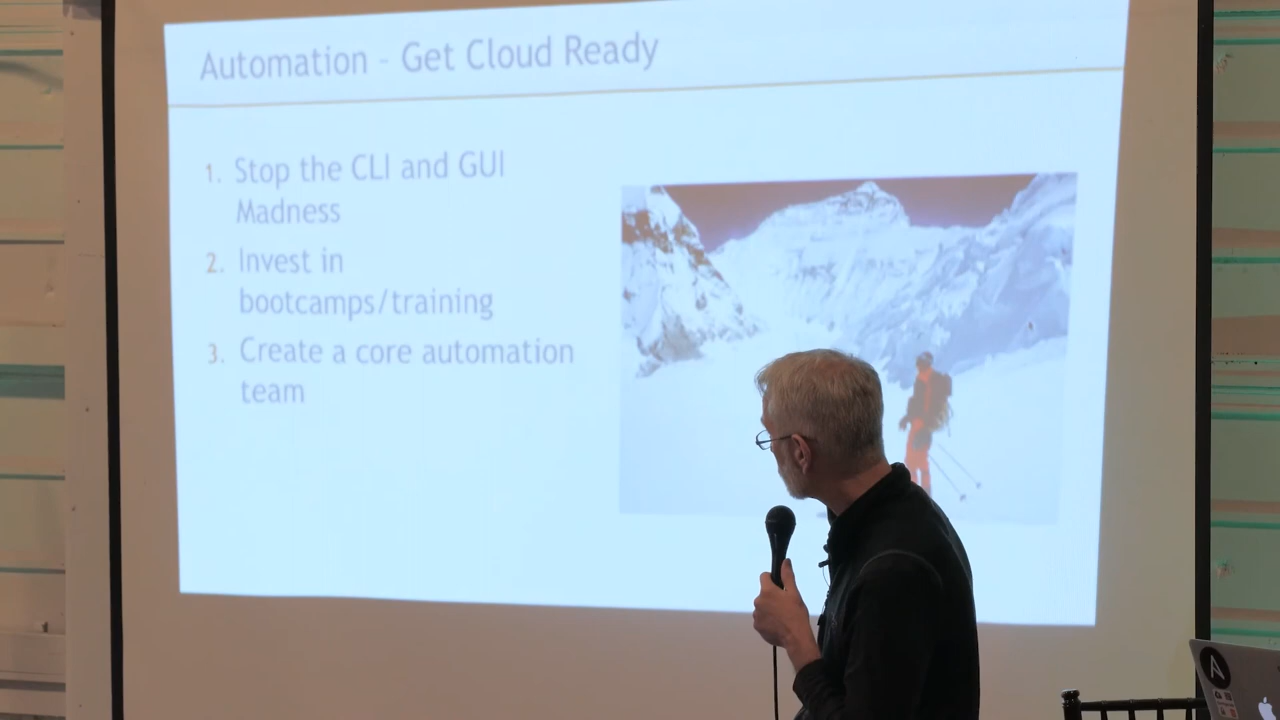 Automation - Get Cloud Ready
1. Stop the CLI and GUI
Madness
2. Invest in
bootcamps/training
3. Create a core automation
team